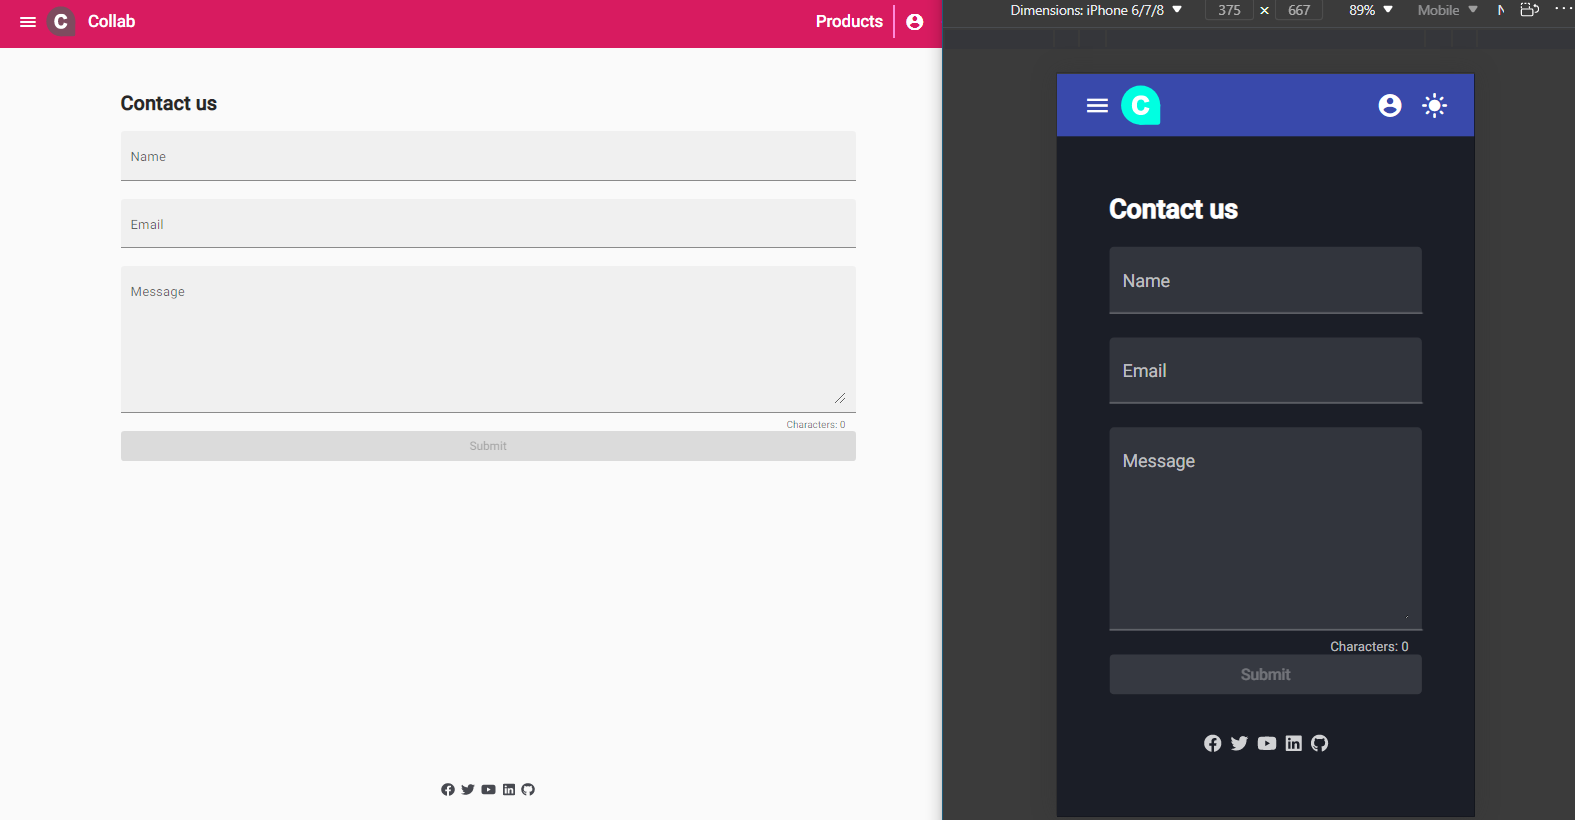 C Collab
Products
Contact us
Name
Email
Message
Characters: 0
Submit
Dimensions: iPhone 6/7/8 375 × 667 89% Mobile
C
Contact us
Name
Email
Message
Characters: 0
Submit